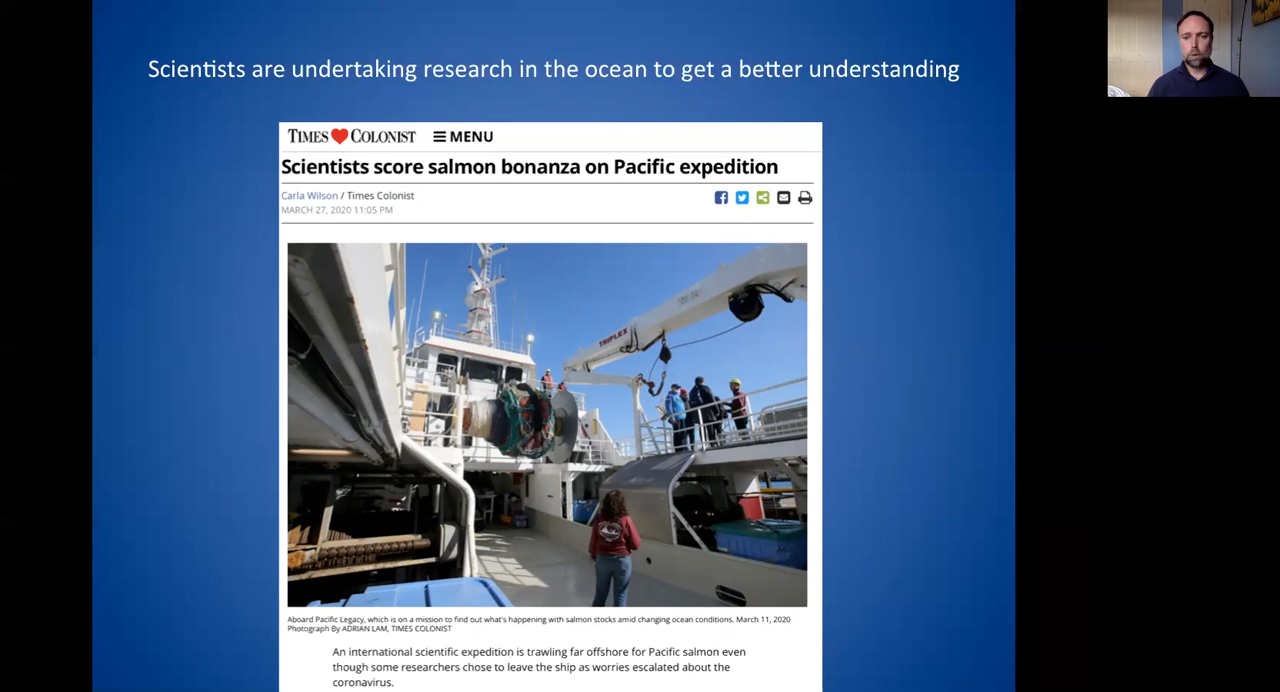 Scientists are undertaking research in the ocean to get a better understanding
TIMES COLONIST MENU
Scientists score salmon bonanza on Pacific expedition
Carla Wilson / Times Colonist
MARCH 27, 2020 11:05 PM
TRIPLEX
Aboard Pacific Legacy, which is on a mission to find out what's happening with salmon stocks amid changing ocean conditions. March 11, 2020
Photograph By ADRIAN LAM, TIMES COLONIST
An international scientific expedition is trawling far offshore for Pacific salmon even
though some researchers chose to leave the ship as worries escalated about the
coronavirus.